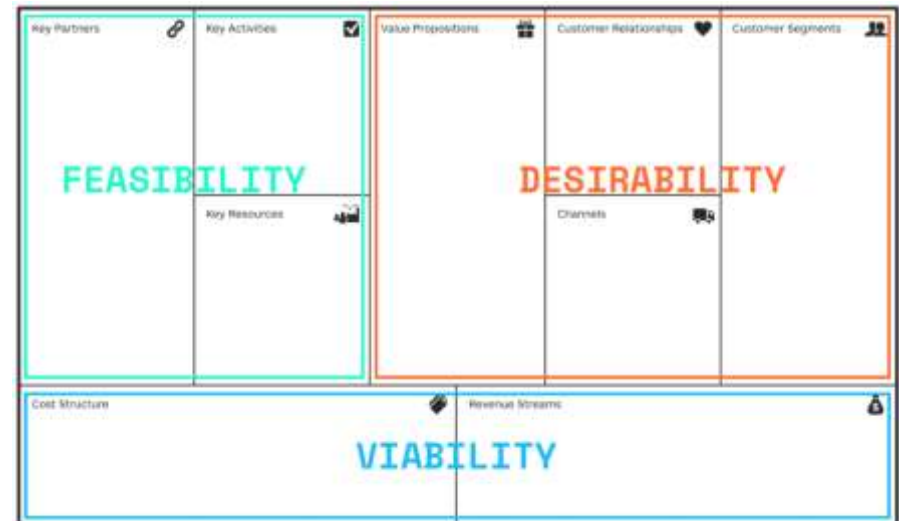 Key Partners
Key Activities
Value Propositions
Customer Relationships
Customer Segments
FEASIBILITY
DESIRABILITY
Key Resources
Channels
Cost Structure
Revenue Streams
VIABILITY